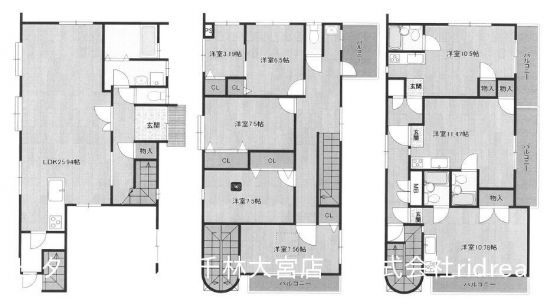 LDK25.94帖
玄関
物入
PS
洋室3.19帖
洋室6.5帖
CL
CL
バルコニー
洋室7.5帖
CL
CL
洋室7.5帖
CL
洋室7.56帖
バルコニー
洋室10.5帖
バルコニー
玄関
物入
物入
玄関
洋室11.47帖
バルコニー
MB
物入
玄関
洋室10.78帖
バルコニー
千林大宮店
式会社ridrea